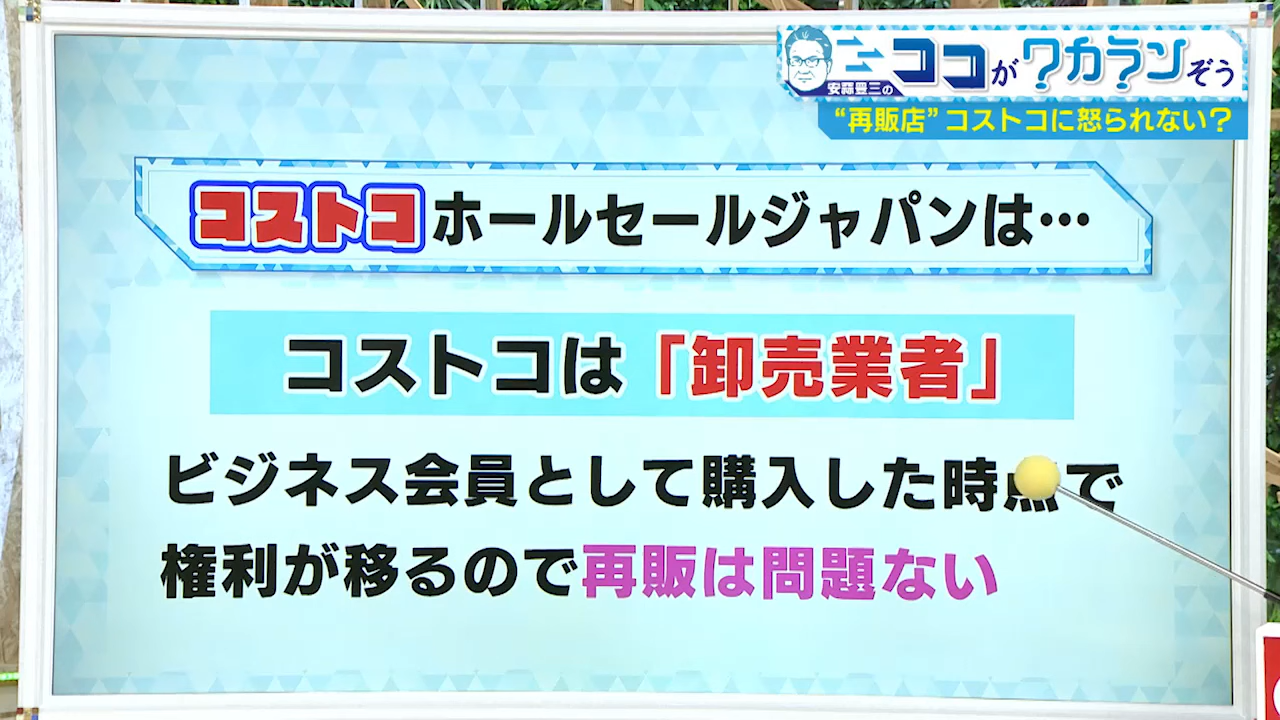 安蒜豊三の
ココがワカランぞう
“再販店”コストコに怒られない？
コストコホールセールジャパンは…
コストコは「卸売業者」
ビジネス会員として購入した時点で
権利が移るので再販は問題ない